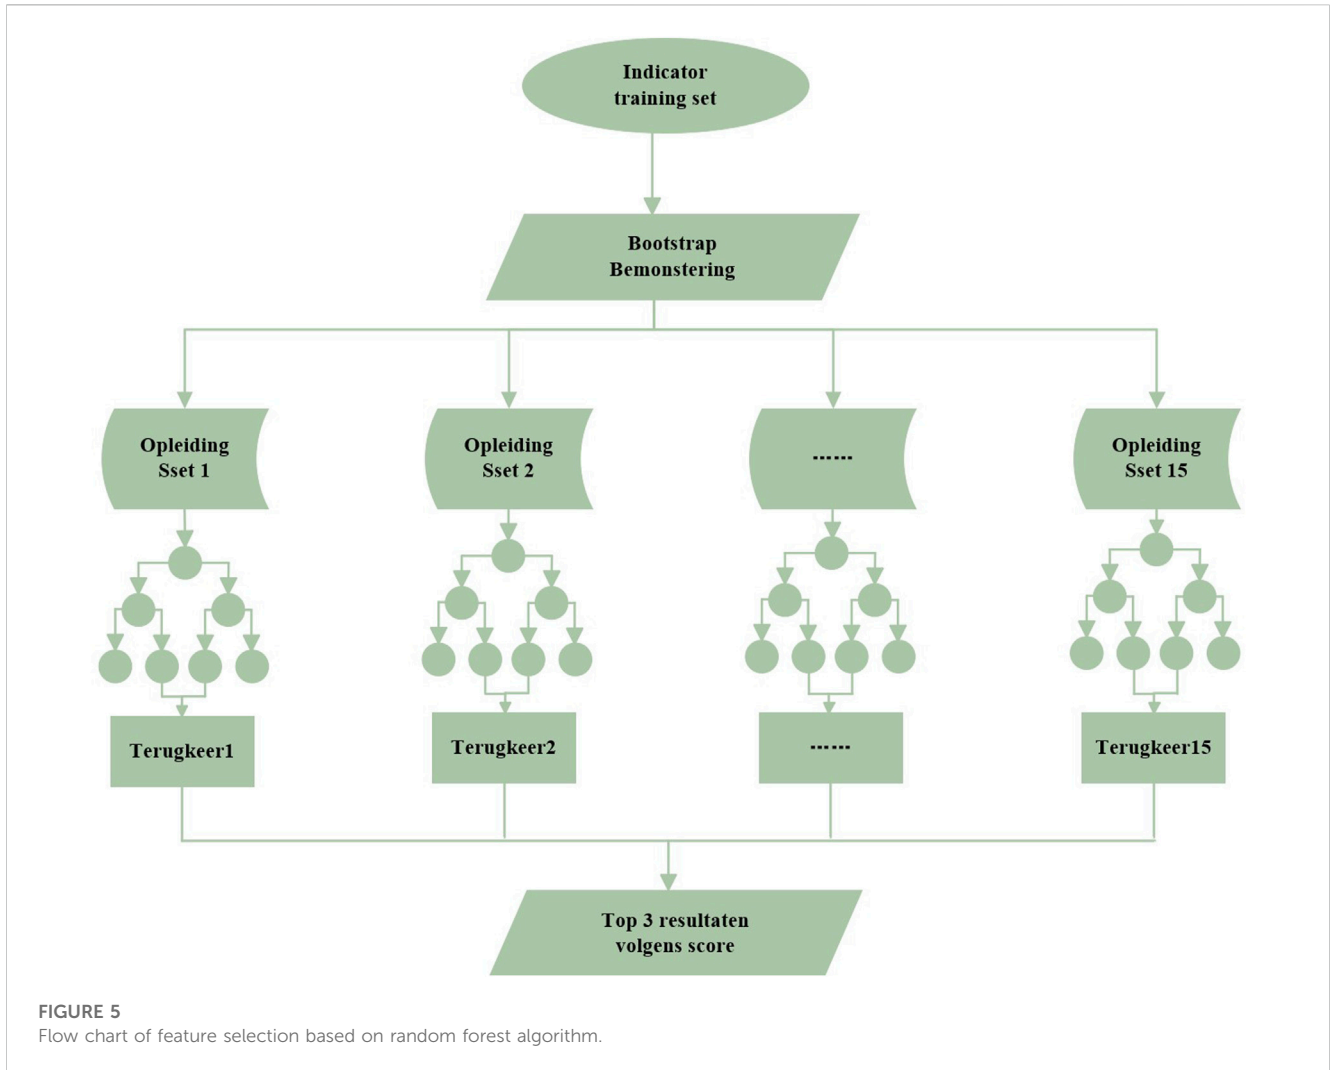 Indicator
training set
Bootstrap
Bemonstering
Opleiding
Sset 1
Opleiding
Sset 2
······
Opleiding
Sset 15
Terugkeer1
Terugkeer2
······
Terugkeer15
Top 3 resultaten
volgens score
FIGURE 5
Flow chart of feature selection based on random forest algorithm.